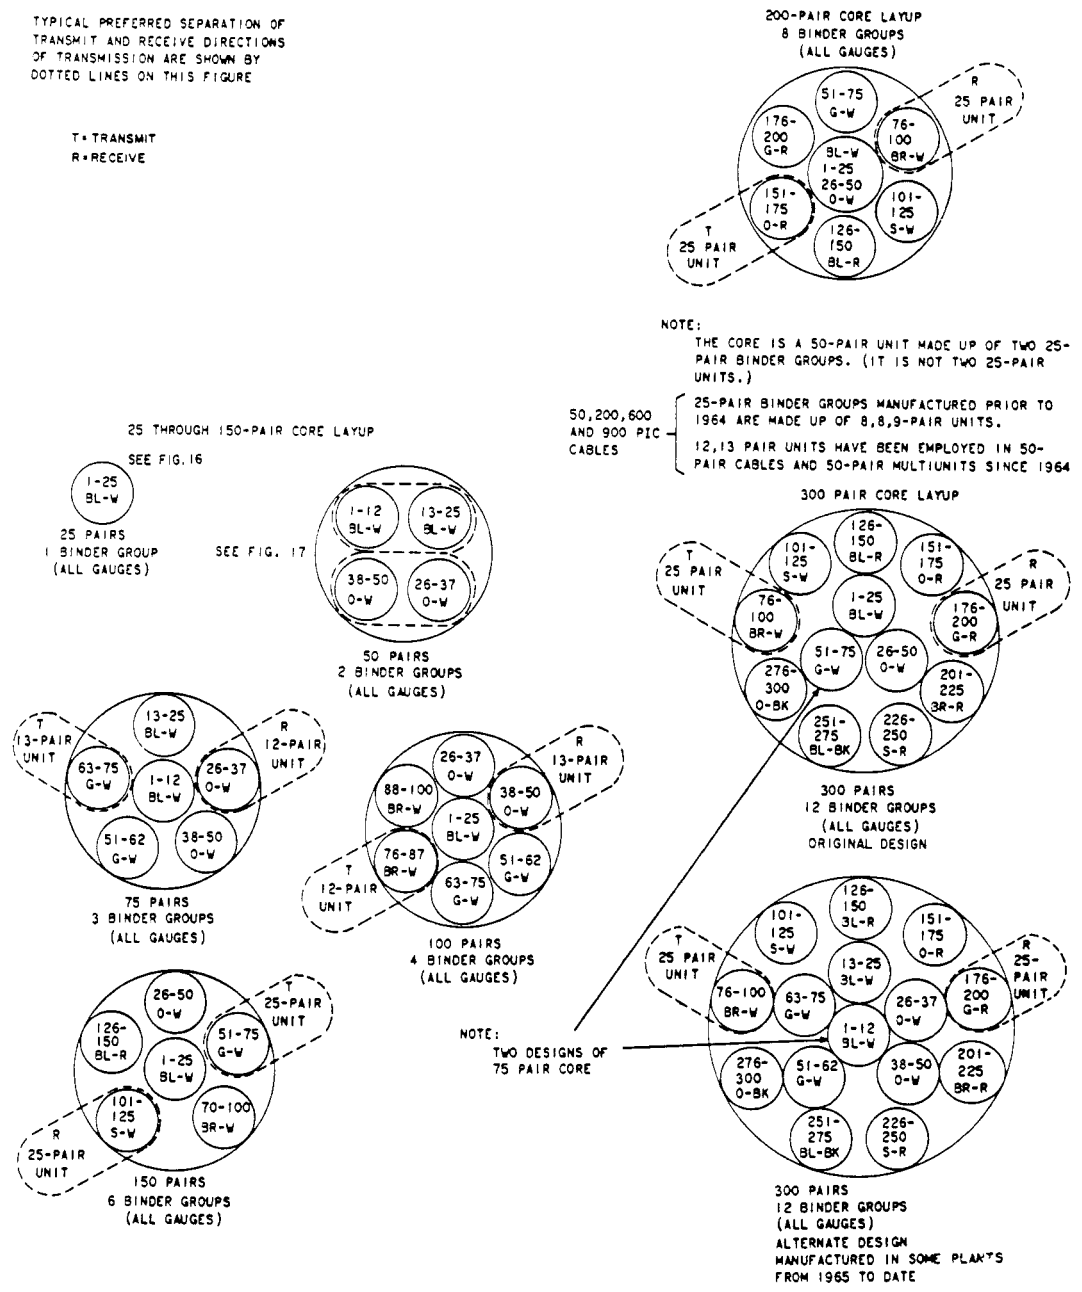 TYPICAL PREFERRED SEPARATION OF
TRANSMIT AND RECEIVE DIRECTIONS
OF TRANSMISSION ARE SHOWN BY
DOTTED LINES ON THIS FIGURE
T=TRANSMIT
R=RECEIVE
200-PAIR CORE LAYUP
8 BINDER GROUPS
(ALL GAUGES)
51-75
G-W
R
25 PAIR
UNIT
176-
200
G-R
76-
100
BR-W
BL-W
1-25
26-50
O-W
151-
175
O-R
101-
125
S-W
T
25 PAIR
UNIT
126-
150
BL-R
NOTE:
THE CORE IS A 50-PAIR UNIT MADE UP OF TWO 25-
PAIR BINDER GROUPS. (IT IS NOT TWO 25-PAIR
UNITS.)
50,200,600
AND 900 PIC
CABLES
25-PAIR BINDER GROUPS MANUFACTURED PRIOR TO
1964 ARE MADE UP OF 8,8,9-PAIR UNITS.
12,13 PAIR UNITS HAVE BEEN EMPLOYED IN 50-
PAIR CABLES AND 50-PAIR MULTIUNITS SINCE 1964
25 THROUGH 150-PAIR CORE LAYUP
SEE FIG.16
1-25
BL-W
25 PAIRS
1 BINDER GROUP
(ALL GAUGES)
SEE FIG. 17
1-12
BL-W
13-25
BL-W
38-50
O-W
26-37
O-W
50 PAIRS
2 BINDER GROUPS
(ALL GAUGES)
300 PAIR CORE LAYUP
126-
150
BL-R
101-
125
S-W
151-
175
O-R
T
25 PAIR
UNIT
R
25 PAIR
UNIT
76-
100
BR-W
1-25
BL-W
176-
200
G-R
51-75
G-W
26-50
O-W
276-
300
O-BK
201-
225
BR-R
251-
275
BL-BK
226-
250
S-R
300 PAIRS
12 BINDER GROUPS
(ALL GAUGES)
ORIGINAL DESIGN
T
13-PAIR
UNIT
13-25
BL-W
R
12-PAIR
UNIT
63-75
G-W
1-12
BL-W
26-37
O-W
51-62
G-W
38-50
O-W
75 PAIRS
3 BINDER GROUPS
(ALL GAUGES)
26-37
O-W
R
13-PAIR
UNIT
88-100
BR-W
38-50
O-W
1-25
BL-W
76-87
BR-W
51-62
G-W
T
12-PAIR
UNIT
63-75
G-W
100 PAIRS
4 BINDER GROUPS
(ALL GAUGES)
26-50
O-W
T
25-PAIR
UNIT
126-
150
BL-R
51-75
G-W
1-25
BL-W
101-
125
S-W
70-100
BR-W
R
25-PAIR
UNIT
150 PAIRS
6 BINDER GROUPS
(ALL GAUGES)
NOTE:
TWO DESIGNS OF
75 PAIR CORE
126-
150
3L-R
101-
125
S-W
151-
175
O-R
T
25 PAIR
UNIT
R
25-
PAIR
UNIT
13-25
3L-W
76-100
BR-W
63-75
G-W
26-37
O-W
176-
200
G-R
1-12
BL-W
276-
300
O-BK
51-62
G-W
38-50
O-W
201-
225
BR-R
251-
275
BL-BK
226-
250
S-R
300 PAIRS
12 BINDER GROUPS
(ALL GAUGES)
ALTERNATE DESIGN
MANUFACTURED IN SOME PLANTS
FROM 1965 TO DATE